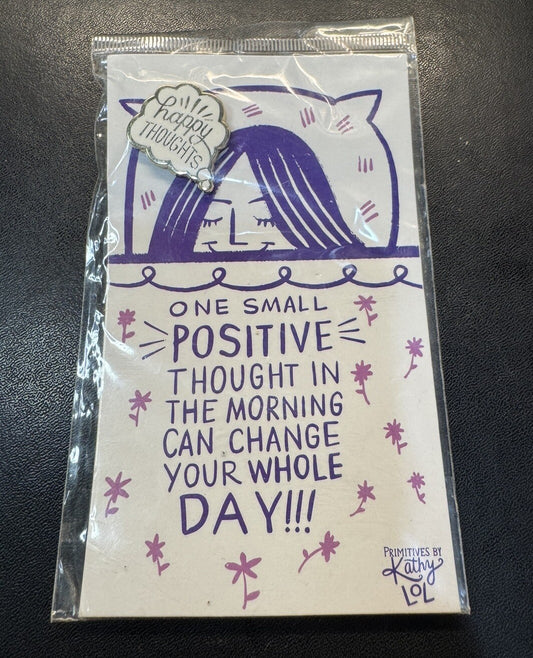 happy
THOUGHTS
ONE SMALL
POSITIVE
THOUGHT IN
THE MORNING
CAN CHANGE
YOUR WHOLE
DAY!!!
PRIMITIVES BY
Kathy
LOL